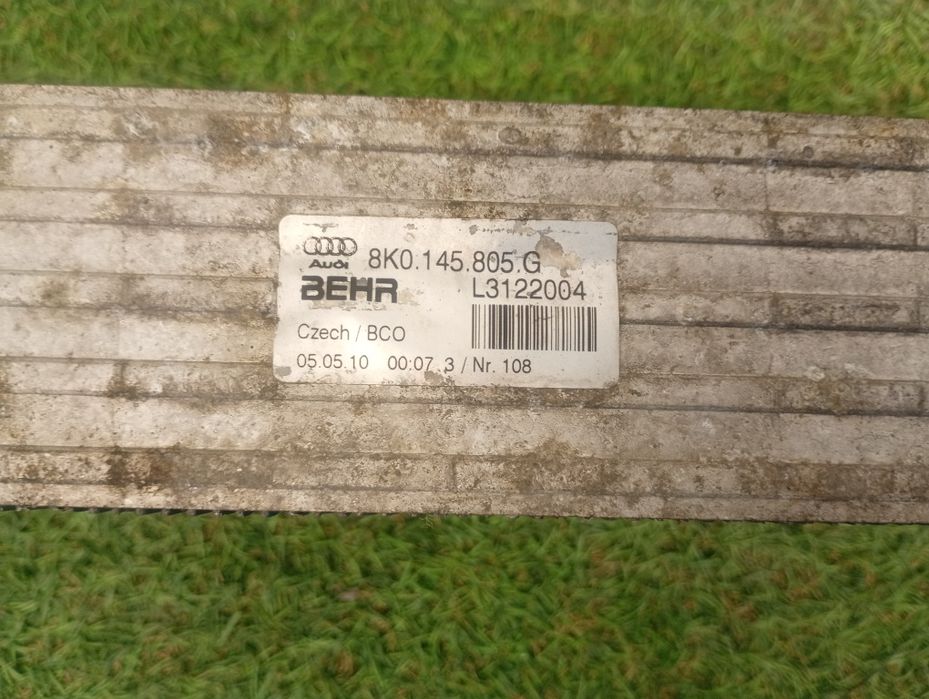 Audi 8K0.145.805.G
BEHR L3122004
Czech / BCO
05.05.10 00:07 3 / Nr. 108